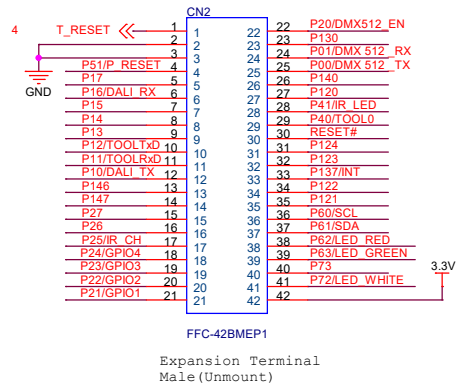 CN2
4 T_RESET 1 1 22 22 P20/DMX512_EN
2 2 23 23 P130
3 3 24 24 P01/DMX 512_RX
P51/P_RESET 4 4 25 25 P00/DMX 512_TX
GND P17 5 5 26 26 P140
P16/DALI_RX 6 6 27 27 P120
P15 7 7 28 28 P41/IR_LED
P14 8 8 29 29 P40/TOOL0
P13 9 9 30 30 RESET#
P12/TOOLTxD 10 10 31 31 P124
P11/TOOLRxD 11 11 32 32 P123
P10/DALI_TX 12 12 33 33 P137/INT
P146 13 13 34 34 P122
P147 14 14 35 35 P121
P27 15 15 36 36 P60/SCL
P26 16 16 37 37 P61/SDA
P25/IR_CH 17 17 38 38 P62/LED_RED
P24/GPIO4 18 18 39 39 P63/LED_GREEN
P23/GPIO3 19 19 40 40 P73 3.3V
P22/GPIO2 20 20 41 41 P72/LED_WHITE
P21/GPIO1 21 21 42 42
FFC-42BMEP1
Expansion Terminal
Male(Unmount)